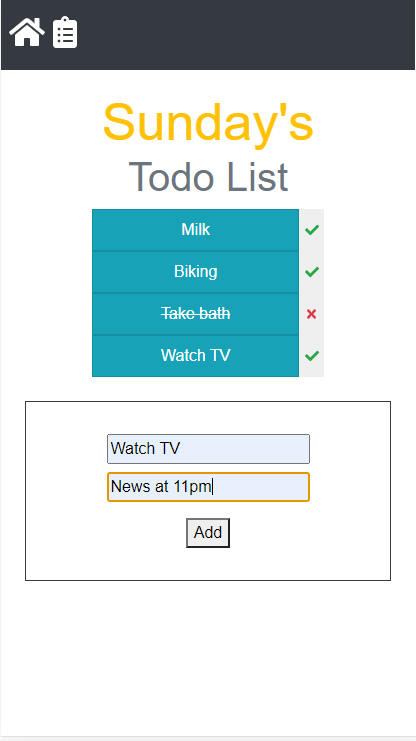 Sunday's
Todo List
Milk
Biking
Take bath
Watch TV
Watch TV
News at 11pm
Add